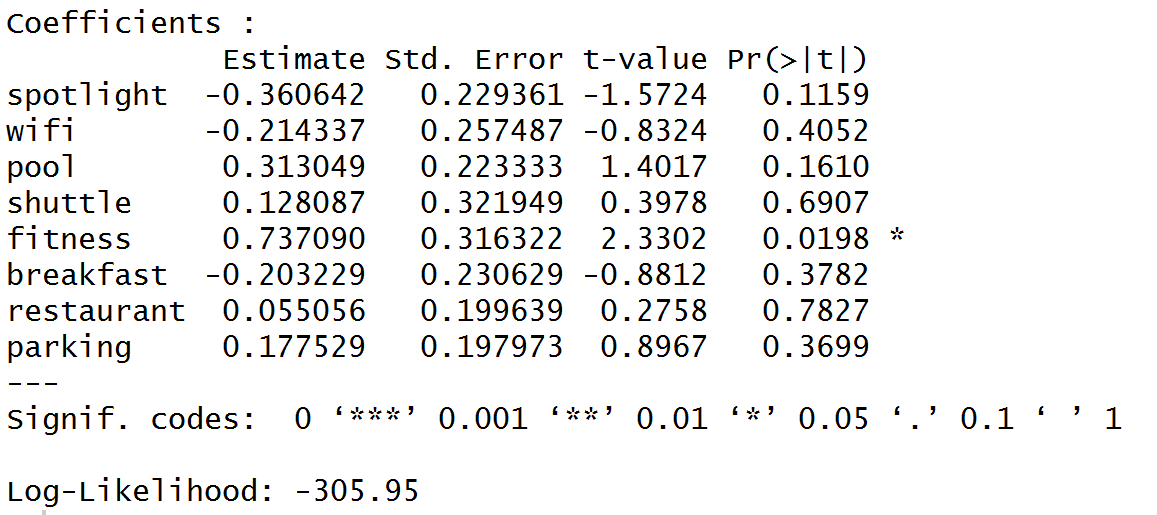 Coefficients :
            Estimate Std. Error t-value Pr(>|t|)
spotlight  -0.360642   0.229361 -1.5724   0.1159
wifi       -0.214337   0.257487 -0.8324   0.4052
pool        0.313049   0.223333  1.4017   0.1610
shuttle     0.128087   0.321949  0.3978   0.6907
fitness     0.737090   0.316322  2.3302   0.0198 *
breakfast  -0.203229   0.230629 -0.8812   0.3782
restaurant  0.055056   0.199639  0.2758   0.7827
parking     0.177529   0.197973  0.8967   0.3699
---
Signif. codes:  0 ‘***’ 0.001 ‘**’ 0.01 ‘*’ 0.05 ‘.’ 0.1 ‘ ’ 1

Log-Likelihood: -305.95